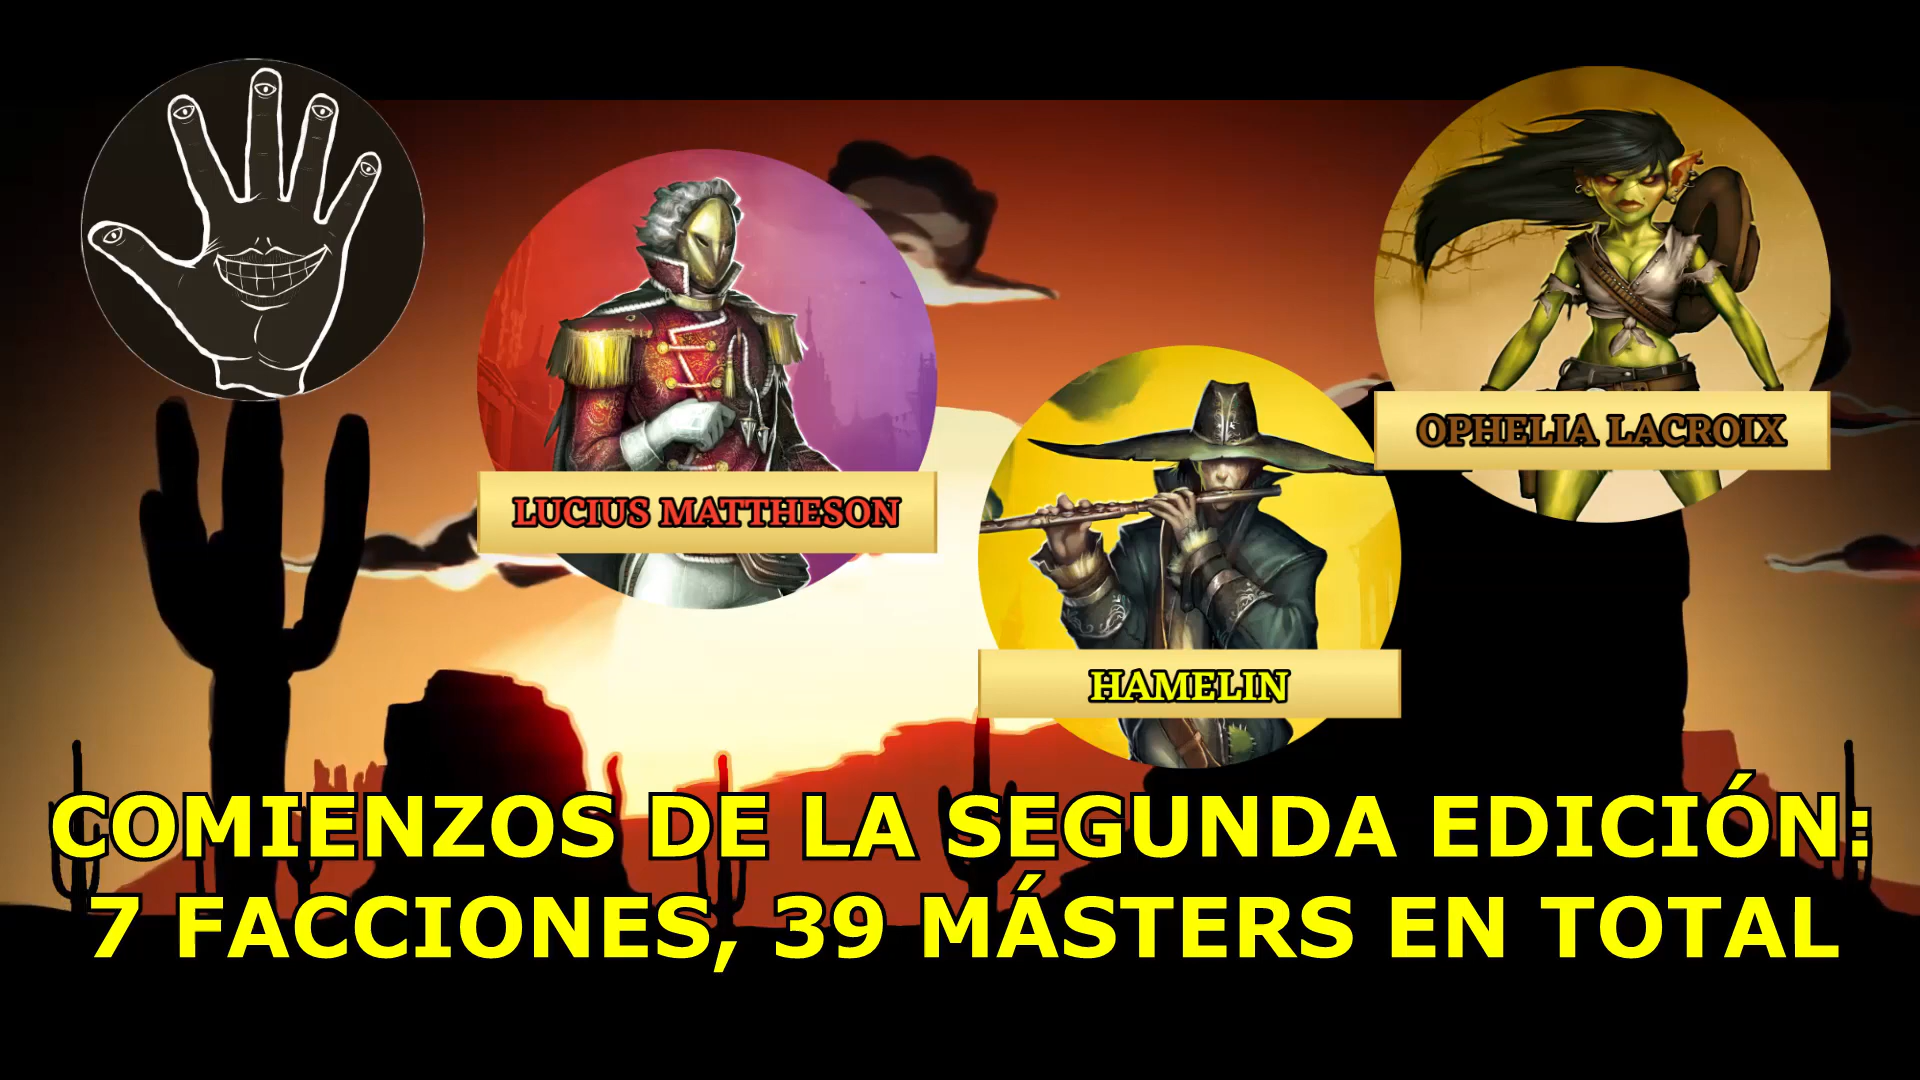 OPHELIA LACROIX
LUCIUS MATTHESON
HAMELIN
COMIENZOS DE LA SEGUNDA EDICIÓN:
7 FACCIONES, 39 MÁSTERS EN TOTAL